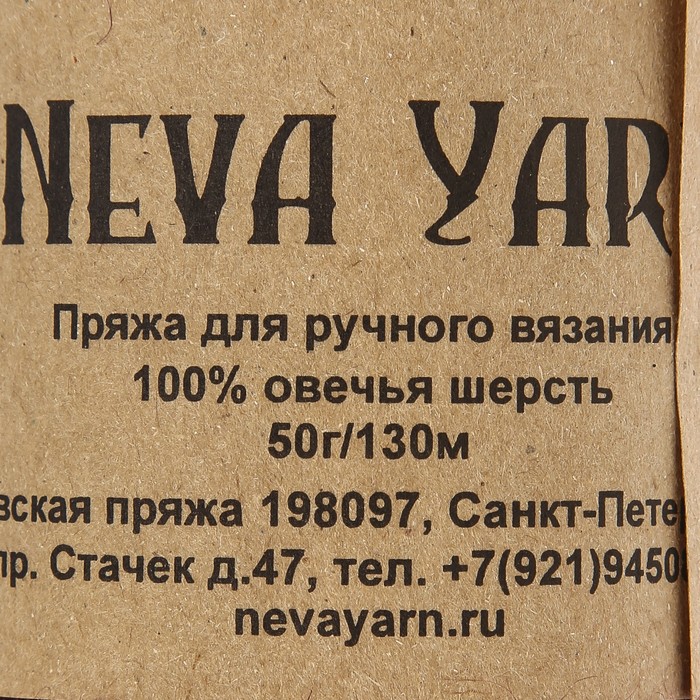 NEVA YAR
Пряжа для ручного вязания
100% овечья шерсть
50г/130м
вская пряжа 198097, Санкт-Пете
пр. Стачек д.47, тел. +7(921)9450
nevayarn.ru